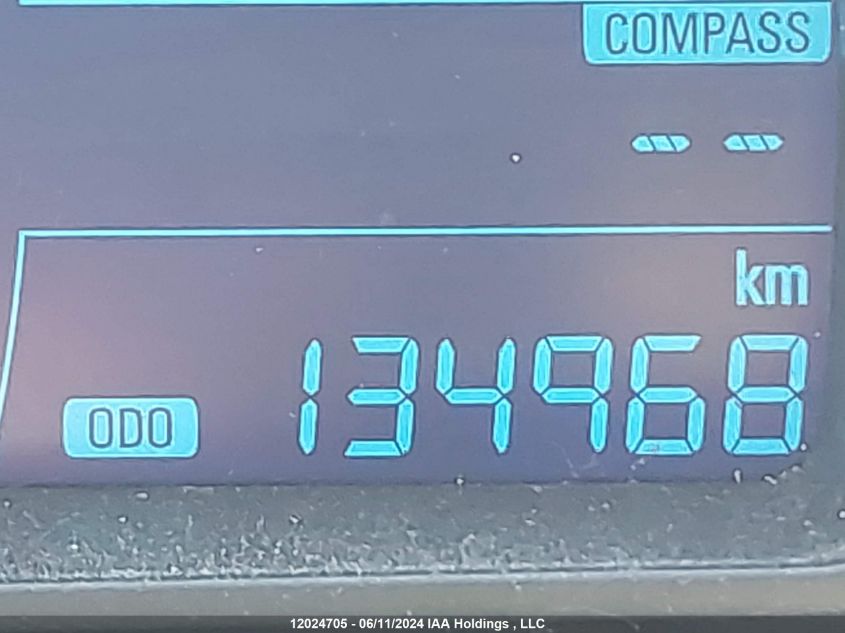 COMPASS
-- --
km
ODO 134968
12024705 - 06/11/2024 IAA Holdings , LLC